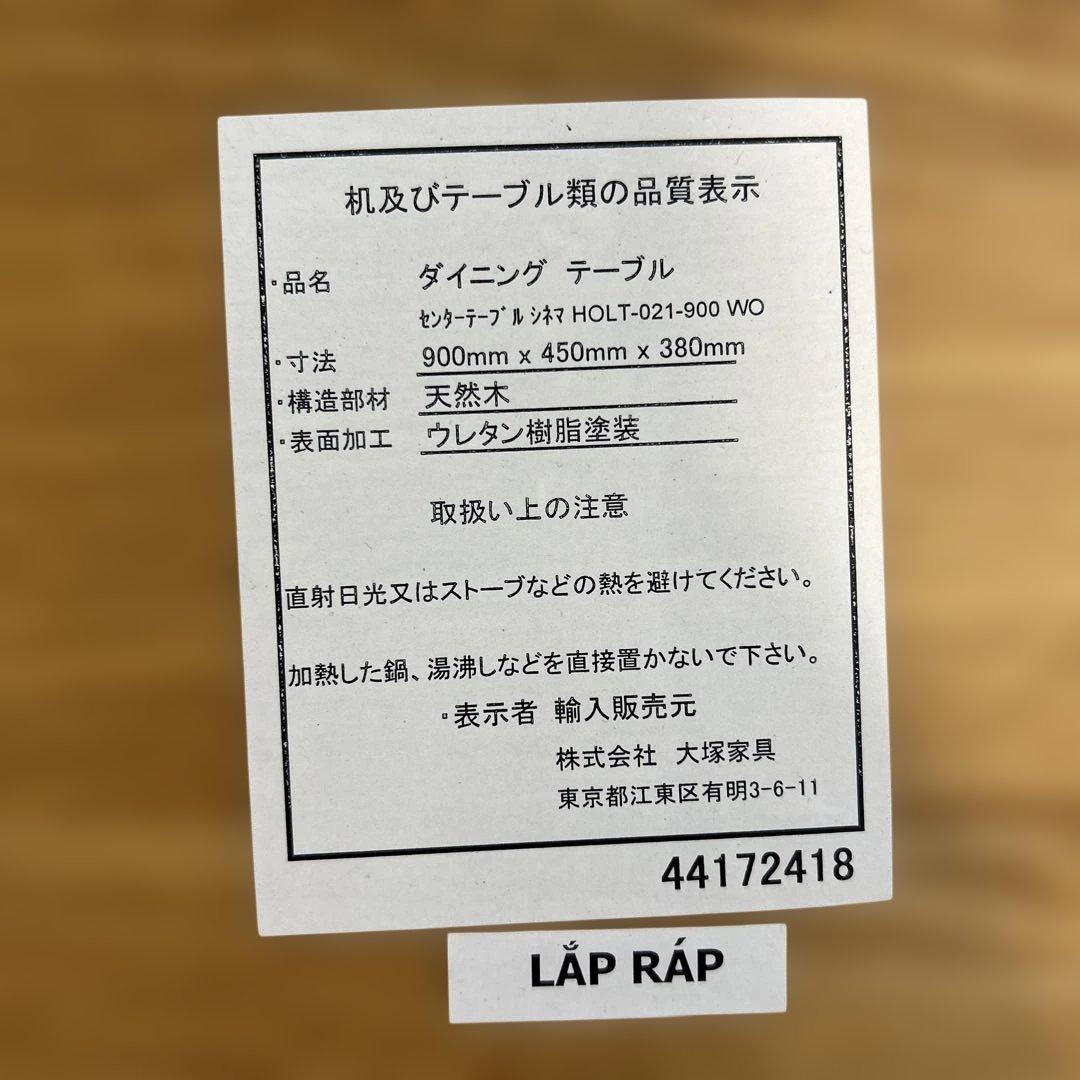 机及びテーブル類の品質表示
・品名 ダイニング テーブル
ｾﾝﾀｰﾃｰﾌﾞﾙ ｼﾈﾏ HOLT-021-900 WO
・寸法 900mm x 450mm x 380mm
・構造部材 天然木
・表面加工 ウレタン樹脂塗装
取扱い上の注意
直射日光又はストーブなどの熱を避けてください。
加熱した鍋、湯沸しなどを直接置かないで下さい。
・表示者 輸入販売元
株式会社 大塚家具
東京都江東区有明3-6-11
44172418
LẮP RÁP